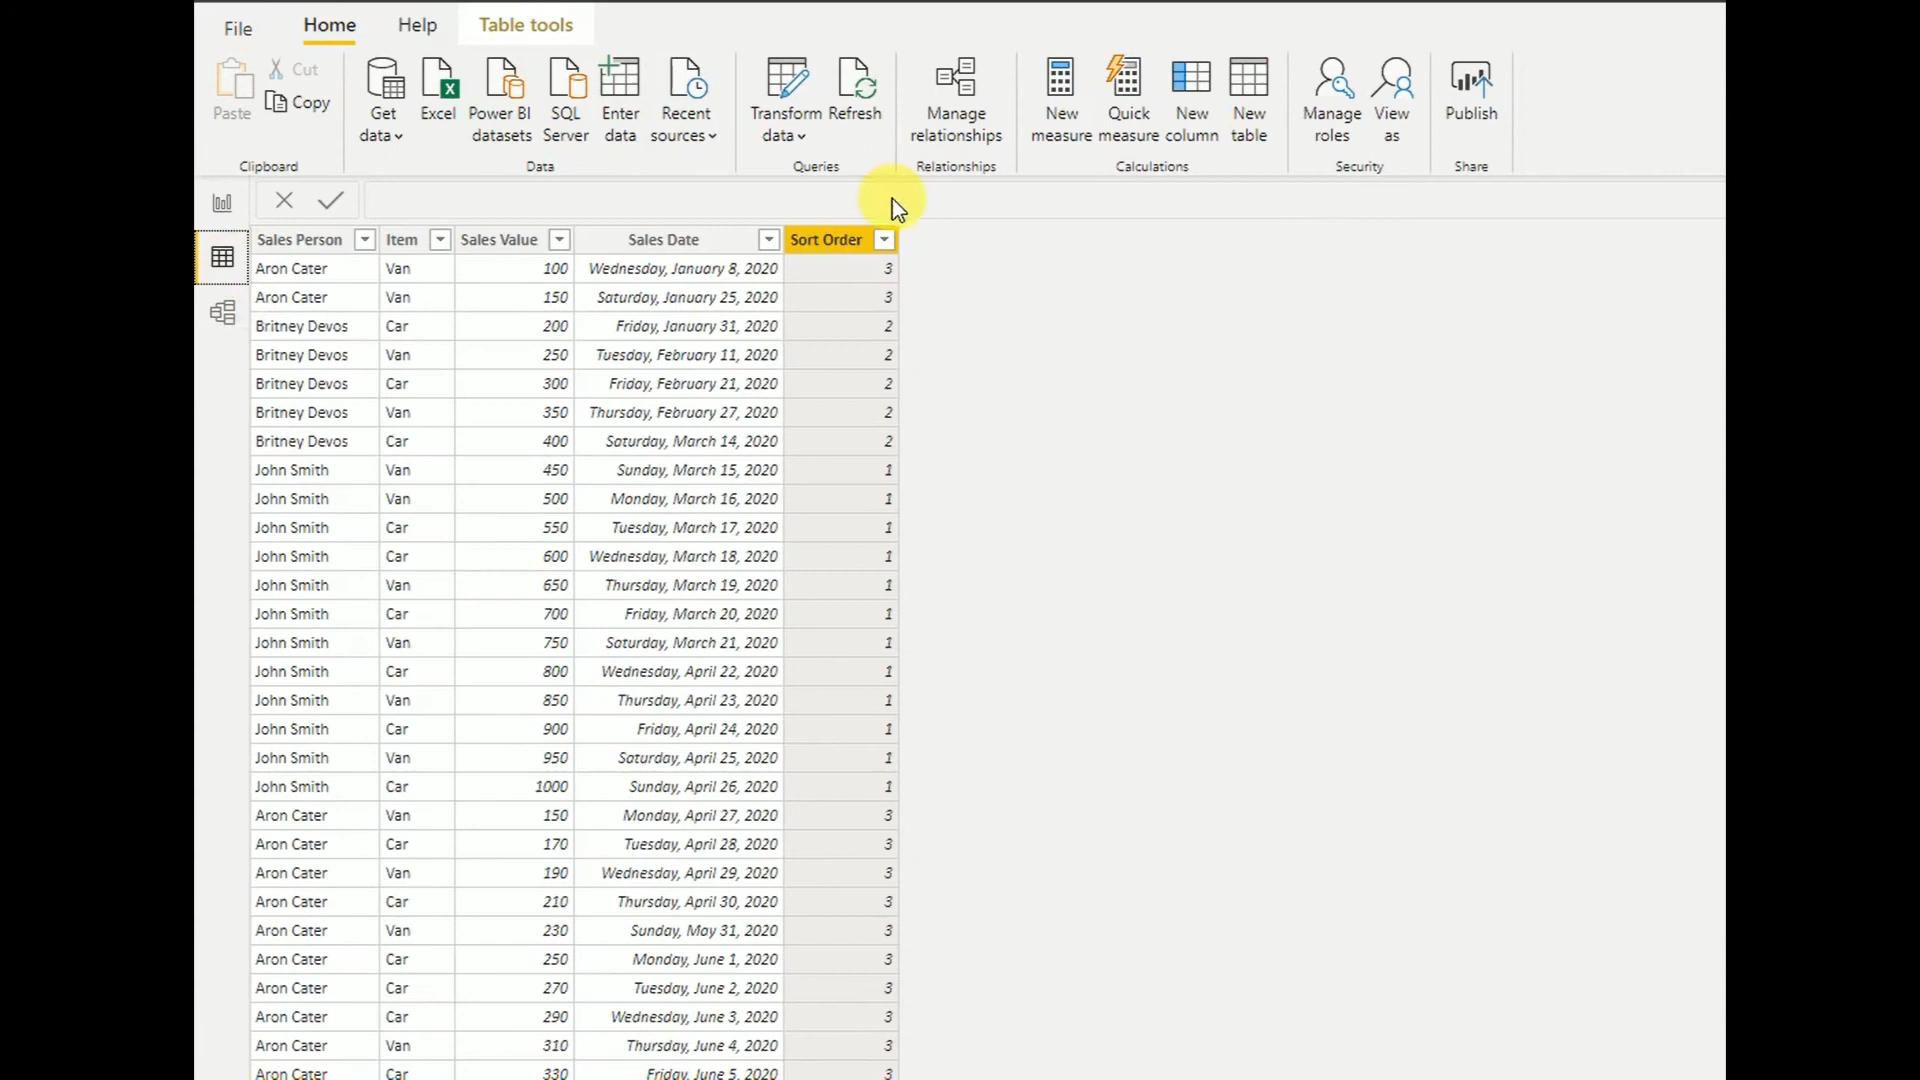 File Home Help Table tools
Paste Cut Copy Get data Excel Power BI datasets SQL Server Enter data Recent sources Transform data Refresh Manage relationships New measure Quick measure New column New table Manage roles View as Publish
Clipboard Data Queries Relationships Calculations Security Share
Sales Person Item Sales Value Sales Date Sort Order
Aron Cater Van 100 Wednesday, January 8, 2020 3
Aron Cater Van 150 Saturday, January 25, 2020 3
Britney Devos Car 200 Friday, January 31, 2020 2
Britney Devos Van 250 Tuesday, February 11, 2020 2
Britney Devos Car 300 Friday, February 21, 2020 2
Britney Devos Van 350 Thursday, February 27, 2020 2
Britney Devos Car 400 Saturday, March 14, 2020 2
John Smith Van 450 Sunday, March 15, 2020 1
John Smith Van 500 Monday, March 16, 2020 1
John Smith Car 550 Tuesday, March 17, 2020 1
John Smith Car 600 Wednesday, March 18, 2020 1
John Smith Van 650 Thursday, March 19, 2020 1
John Smith Car 700 Friday, March 20, 2020 1
John Smith Van 750 Saturday, March 21, 2020 1
John Smith Car 800 Wednesday, April 22, 2020 1
John Smith Van 850 Thursday, April 23, 2020 1
John Smith Car 900 Friday, April 24, 2020 1
John Smith Van 950 Saturday, April 25, 2020 1
John Smith Car 1000 Sunday, April 26, 2020 1
Aron Cater Van 150 Monday, April 27, 2020 3
Aron Cater Car 170 Tuesday, April 28, 2020 3
Aron Cater Van 190 Wednesday, April 29, 2020 3
Aron Cater Car 210 Thursday, April 30, 2020 3
Aron Cater Van 230 Sunday, May 31, 2020 3
Aron Cater Car 250 Monday, June 1, 2020 3
Aron Cater Car 270 Tuesday, June 2, 2020 3
Aron Cater Car 290 Wednesday, June 3, 2020 3
Aron Cater Van 310 Thursday, June 4, 2020 3
Aron Cater Car 330 Friday, June 5, 2020 3